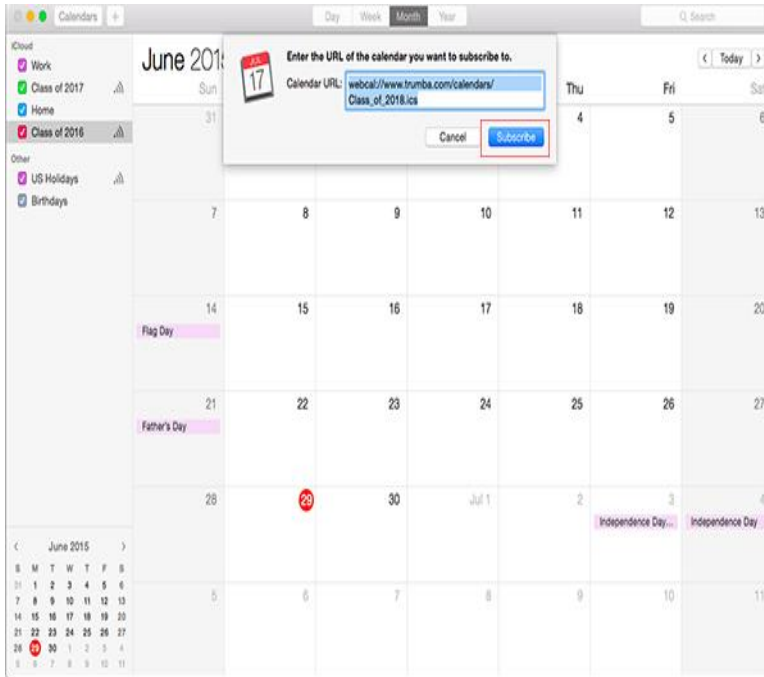 Calendars +
Day Week Month Year
Search
iCloud
Work
Class of 2017
Home
Class of 2016
Other
US Holidays
Birthdays
June 201
< Today >
JUL
17
Enter the URL of the calendar you want to subscribe to.
Calendar URL: webcal://www.trumba.com/calendars/
Class_of_2018.ics
Cancel Subscribe
Sun Thu Fri Sat
31 4 5 6
7 8 9 10 11 12 13
14 15 16 17 18 19 20
Flag Day
21 22 23 24 25 26 27
Father's Day
28 29 30 Jul 1 2 3 4
Independence Day... Independence Day
5 6 7 8 9 10 11
< June 2015 >
S M T W T F S
31 1 2 3 4 5 6
7 8 9 10 11 12 13
14 15 16 17 18 19 20
21 22 23 24 25 26 27
28 29 30 1 2 3 4
5 6 7 8 9 10 11